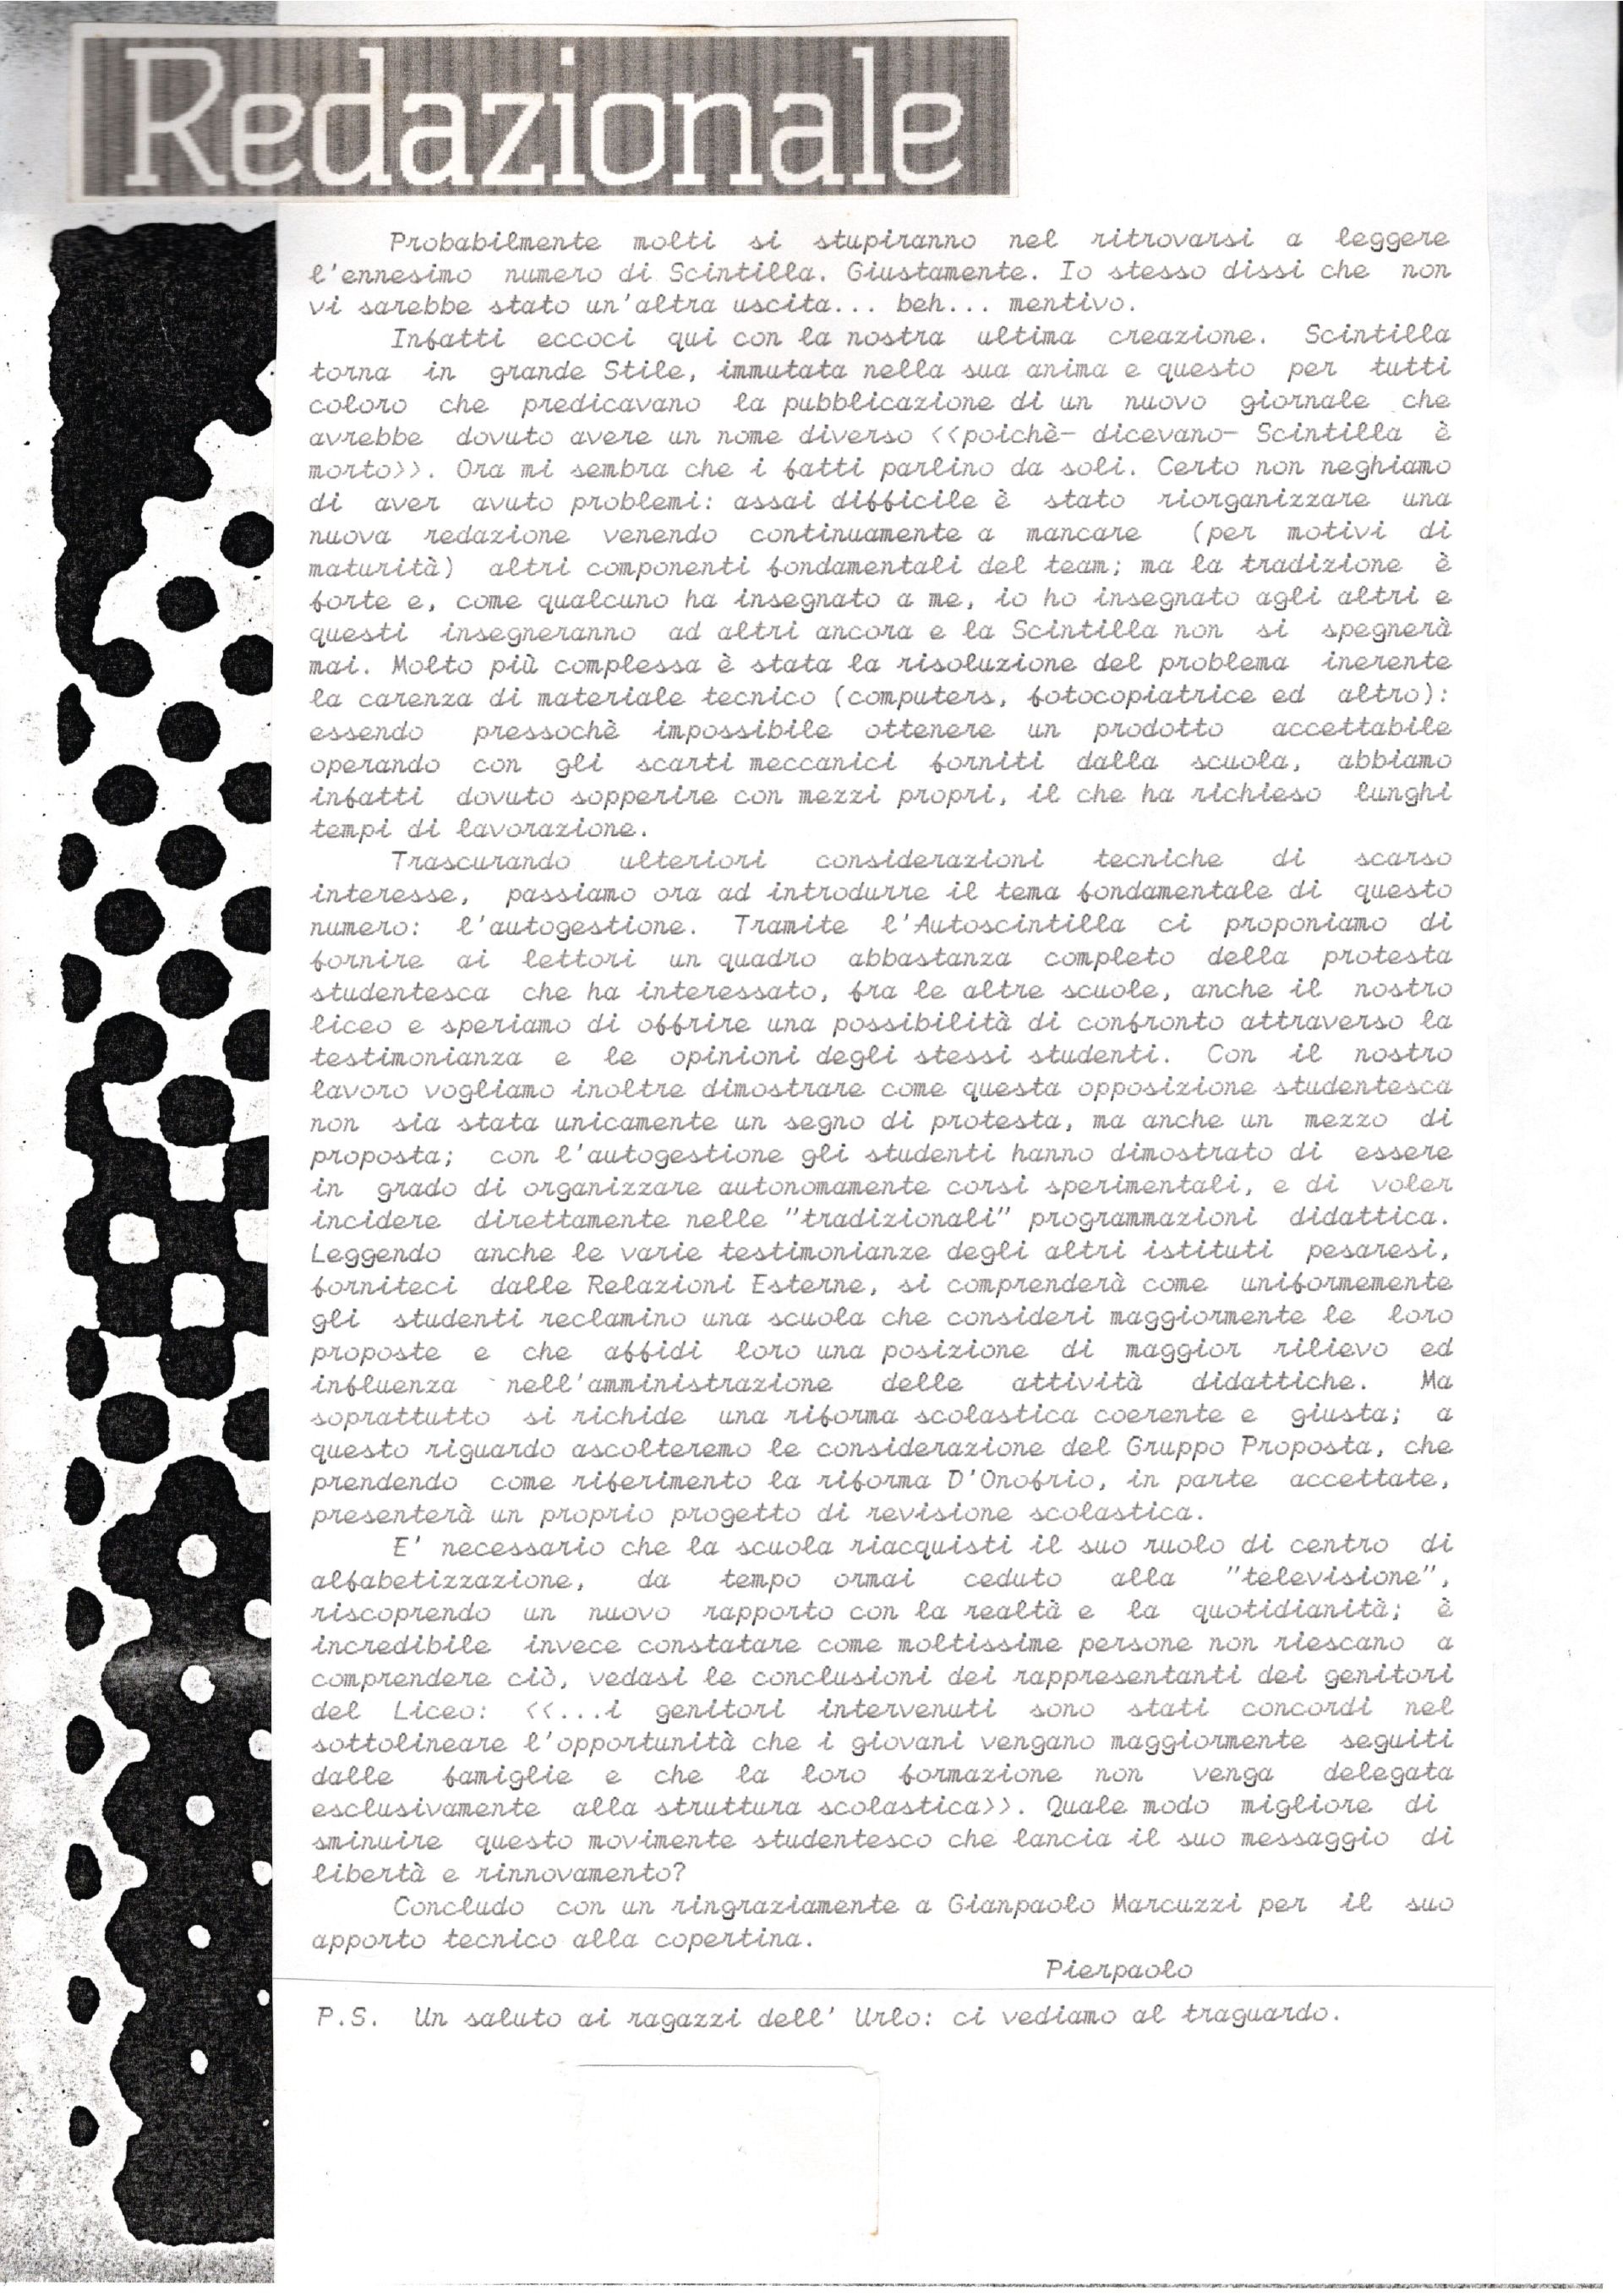 Redazionale
Probabilmente molti si stupiranno nel ritrovarsi a leggere
l'ennesimo numero di Scintilla. Giustamente. Io stesso dissi che non
vi sarebbe stato un'altra uscita... beh... mentivo.
Infatti eccoci qui con la nostra ultima creazione. Scintilla
torna in grande Stile, immutata nella sua anima e questo per tutti
coloro che predicavano la pubblicazione di un nuovo giornale che
avrebbe dovuto avere un nome diverso <<poichè- dicevano- Scintilla è
morto>>. Ora mi sembra che i fatti parlino da soli. Certo non neghiamo
di aver avuto problemi: assai difficile è stato riorganizzare una
nuova redazione venendo continuamente a mancare (per motivi di
maturità) altri componenti fondamentali del team; ma la tradizione è
forte e, come qualcuno ha insegnato a me, io ho insegnato agli altri e
questi insegneranno ad altri ancora e la Scintilla non si spegnerà
mai. Molto più complessa è stata la risoluzione del problema inerente
la carenza di materiale tecnico (computers, fotocopiatrice ed altro):
essendo pressochè impossibile ottenere un prodotto accettabile
operando con gli scarti meccanici forniti dalla scuola, abbiamo
infatti dovuto sopperire con mezzi propri, il che ha richieso lunghi
tempi di lavorazione.
Trascurando ulteriori considerazioni tecniche di scarso
interesse, passiamo ora ad introdurre il tema fondamentale di questo
numero: l'autogestione. Tramite l'Autoscintilla ci proponiamo di
fornire ai lettori un quadro abbastanza completo della protesta
studentesca che ha interessato, fra le altre scuole, anche il nostro
liceo e speriamo di offrire una possibilità di confronto attraverso la
testimonianza e le opinioni degli stessi studenti. Con il nostro
lavoro vogliamo inoltre dimostrare come questa opposizione studentesca
non sia stata unicamente un segno di protesta, ma anche un mezzo di
proposta; con l'autogestione gli studenti hanno dimostrato di essere
in grado di organizzare autonomamente corsi sperimentali, e di voler
incidere direttamente nelle "tradizionali" programmazioni didattica.
Leggendo anche le varie testimonianze degli altri istituti pesaresi,
forniteci dalle Relazioni Esterne, si comprenderà come uniformemente
gli studenti reclamino una scuola che consideri maggiormente le loro
proposte e che affidi loro una posizione di maggior rilievo ed
influenza nell'amministrazione delle attività didattiche. Ma
soprattutto si richide una riforma scolastica coerente e giusta; a
questo riguardo ascolteremo le considerazione del Gruppo Proposta, che
prendendo come riferimento la riforma D'Onofrio, in parte accettate,
presenterà un proprio progetto di revisione scolastica.
E' necessario che la scuola riacquisti il suo ruolo di centro di
alfabetizzazione, da tempo ormai ceduto alla "televisione",
riscoprendo un nuovo rapporto con la realtà e la quotidianità; è
incredibile invece constatare come moltissime persone non riescano a
comprendere ciò, vedasi le conclusioni dei rappresentanti dei genitori
del Liceo: <<...i genitori intervenuti sono stati concordi nel
sottolineare l'opportunità che i giovani vengano maggiormente seguiti
dalle famiglie e che la loro formazione non venga delegata
esclusivamente alla struttura scolastica>>. Quale modo migliore di
sminuire questo movimente studentesco che lancia il suo messaggio di
libertà e rinnovamento?
Concludo con un ringraziamente a Gianpaolo Marcuzzi per il suo
apporto tecnico alla copertina.
Pierpaolo
P.S. Un saluto ai ragazzi dell' Urlo: ci vediamo al traguardo.